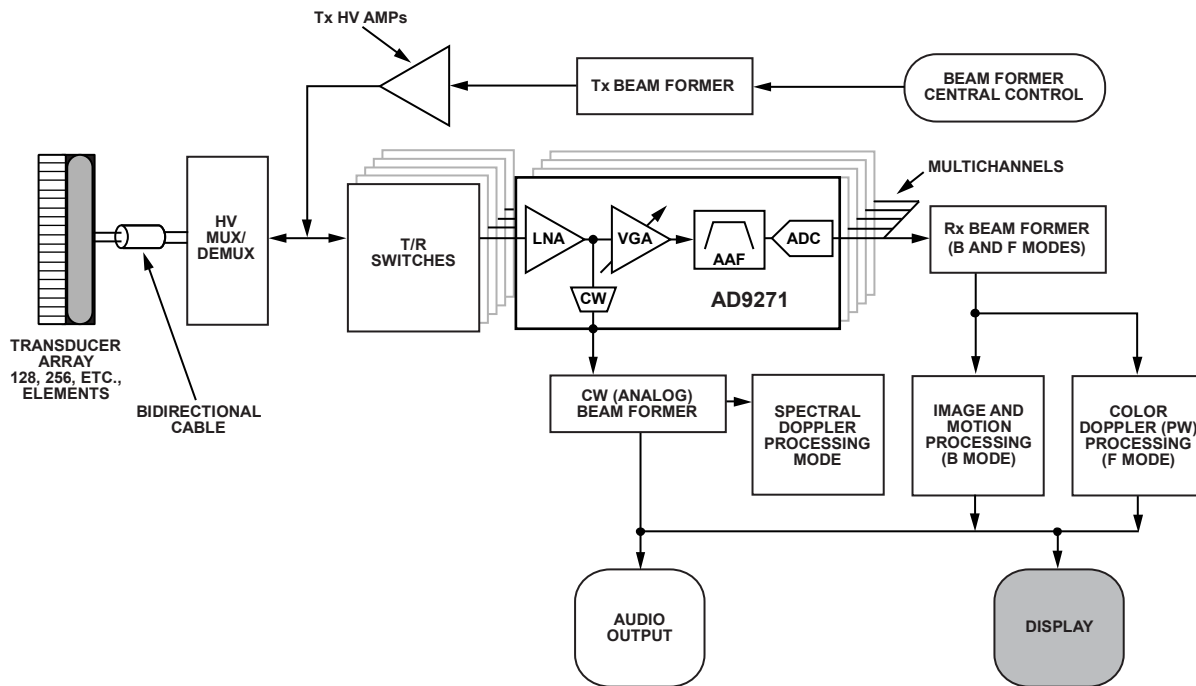 Tx HV AMPs
Tx BEAM FORMER
BEAM FORMER
CENTRAL CONTROL
MULTICHANNELS
HV
MUX/
DEMUX
T/R
SWITCHES
LNA
VGA
AAF
ADC
CW
AD9271
Rx BEAM FORMER
(B AND F MODES)
TRANSDUCER
ARRAY
128, 256, ETC.,
ELEMENTS
BIDIRECTIONAL
CABLE
CW (ANALOG)
BEAM FORMER
SPECTRAL
DOPPLER
PROCESSING
MODE
IMAGE AND
MOTION
PROCESSING
(B MODE)
COLOR
DOPPLER (PW)
PROCESSING
(F MODE)
AUDIO
OUTPUT
DISPLAY